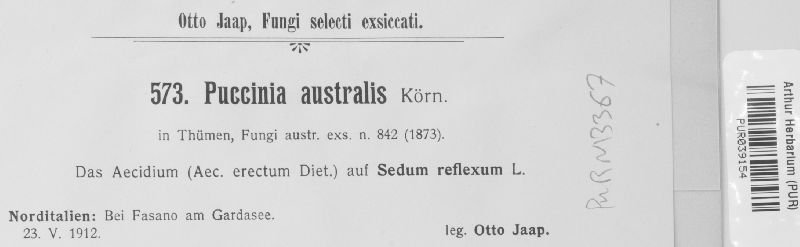 Otto Jaap, Fungi selecti exsiccati.
573. Puccinia australis Körn.
in Thümen, Fungi austr. exs. n. 842 (1873).
Das Aecidium (Aec. erectum Diet.) auf Sedum reflexum L.
Norditalien: Bei Fasano am Gardasee.
23. V. 1912.
leg. Otto Jaap.
PURM3367
Arthur Herbarium (PUR)
PUR039154